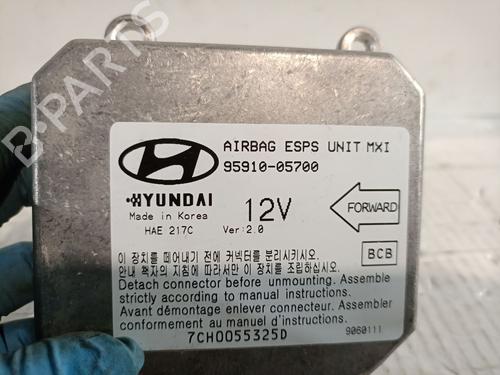 AIRBAG ESPS UNIT MXI
95910-05700
HYUNDAI
Made in Korea
HAE 217C
12V
Ver: 2.0
FORWARD
BCB
이 장치를 떼어내기 전에 커넥터를 분리시키시오.
안내 책자의 지침에 따라서만 이 장치를 조립하십시오.
Detach connector before unmounting. Assemble
strictly according to manual instructions.
Avant démontage enlever connecteur. Assembler
conformement au manuel d'instructions.
7CH0055325D
9060111